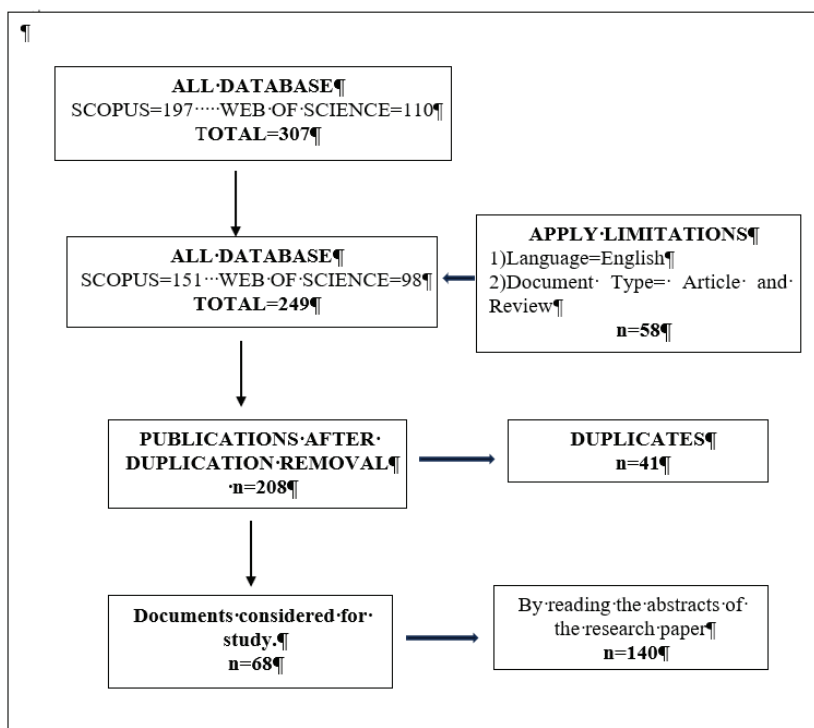 ¶
ALL·DATABASE¶
SCOPUS=197·····WEB·OF·SCIENCE=110¶
TOTAL=307¶
ALL·DATABASE¶
SCOPUS=151···WEB·OF·SCIENCE=98¶
TOTAL=249¶
APPLY·LIMITATIONS¶
1)Language=English¶
2)Document· Type=· Article· and·
Review¶
n=58¶
PUBLICATIONS·AFTER·
DUPLICATION·REMOVAL¶
·n=208¶
DUPLICATES¶
n=41¶
Documents·considered·for·
study.¶
n=68¶
By·reading·the·abstracts·of·
the·research·paper¶
n=140¶